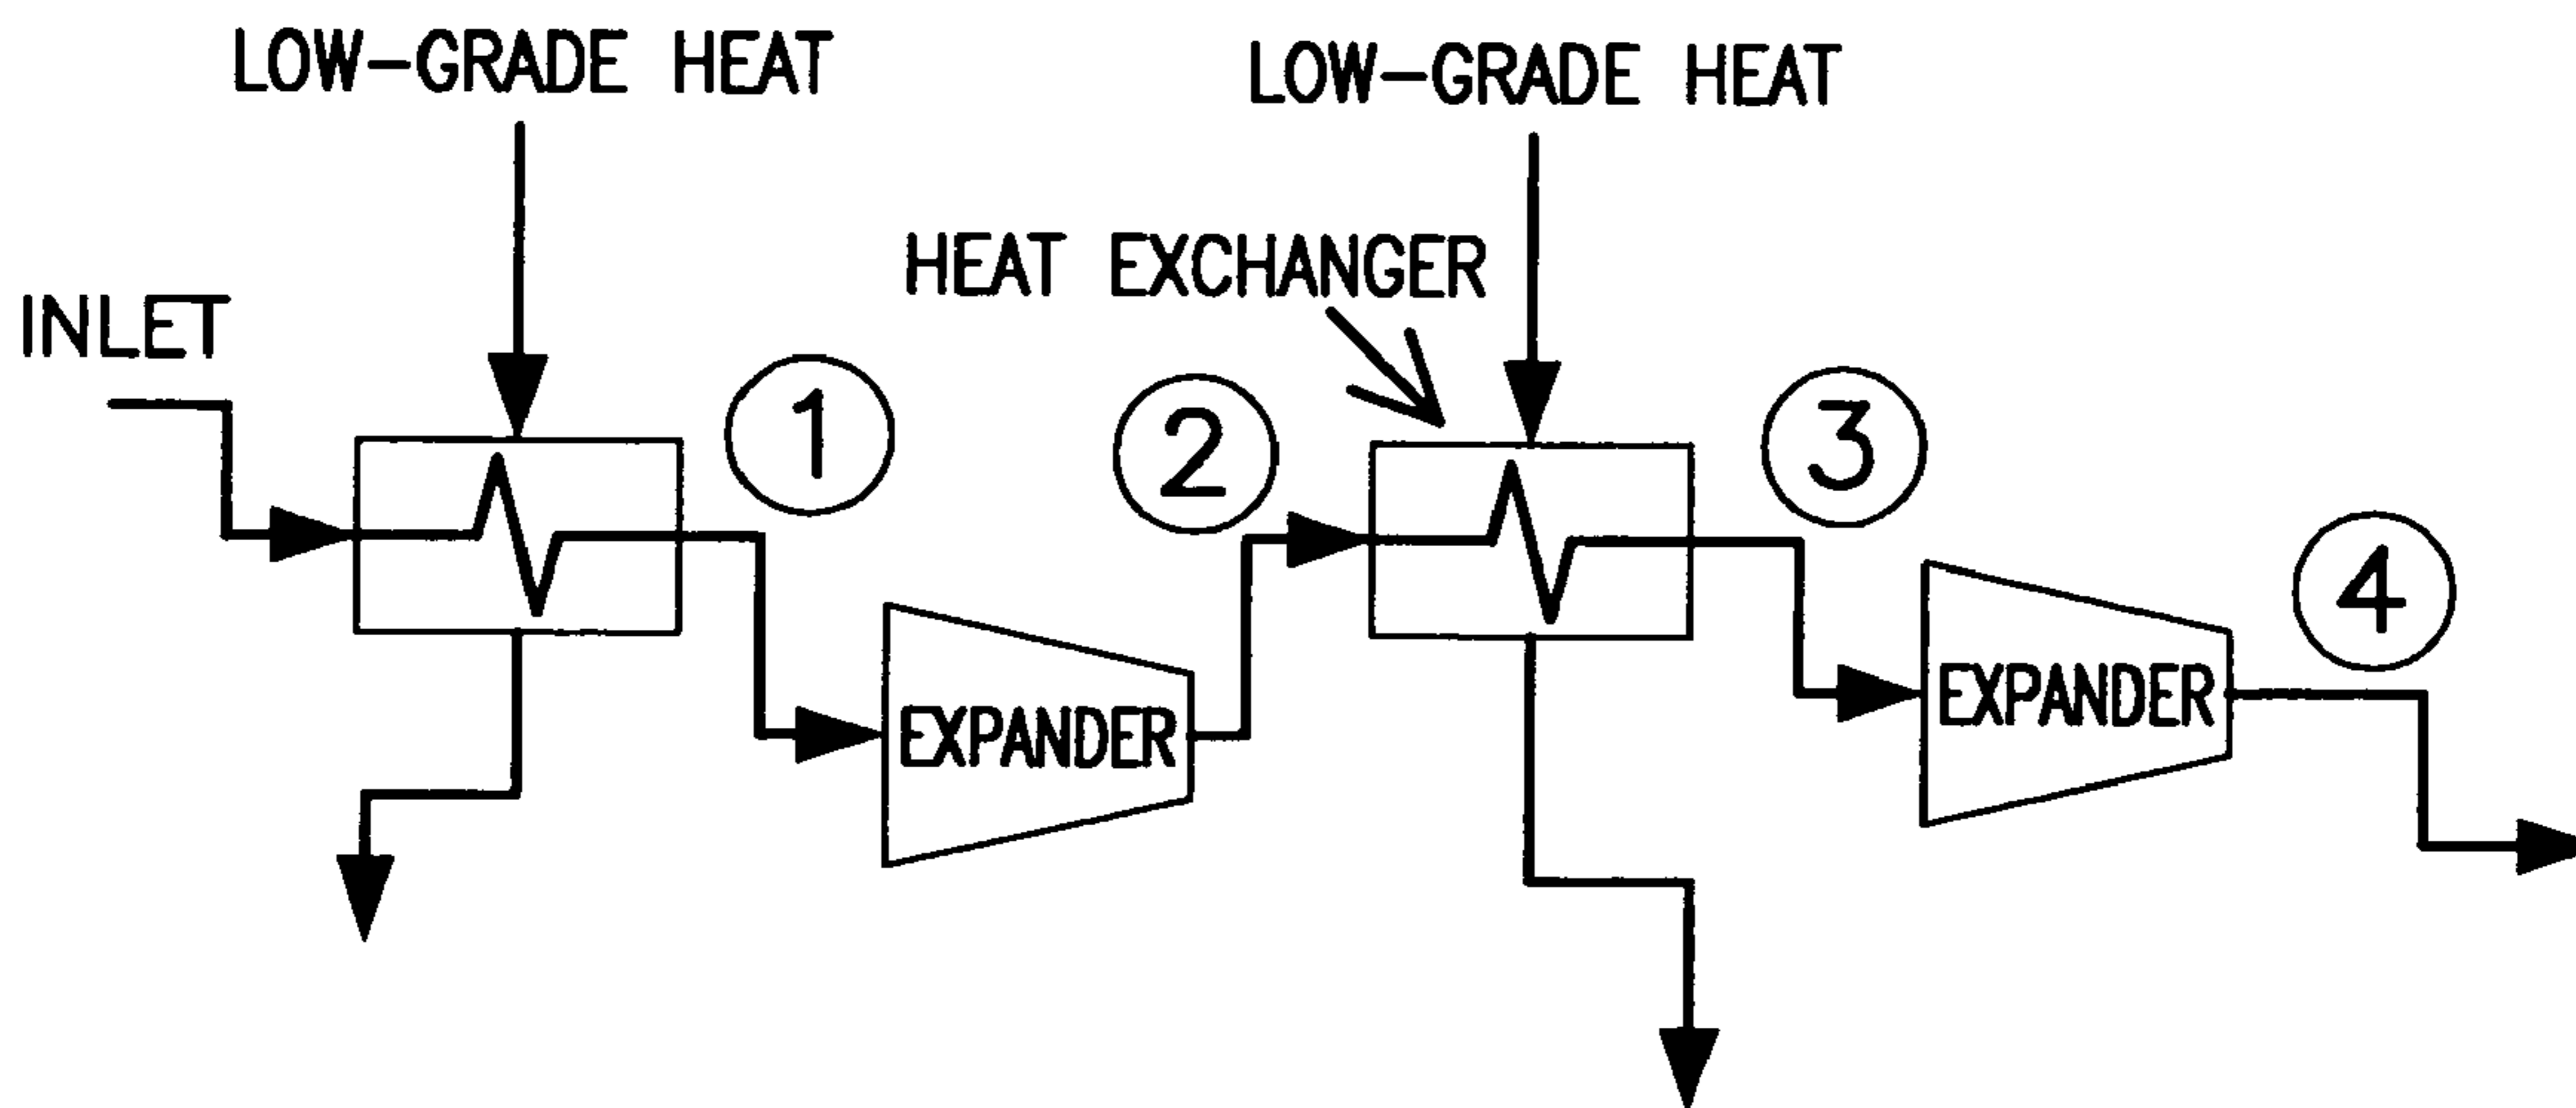 LOW-GRADE HEAT
LOW-GRADE HEAT
HEAT EXCHANGER
INLET
1
2
3
4
EXPANDER
EXPANDER